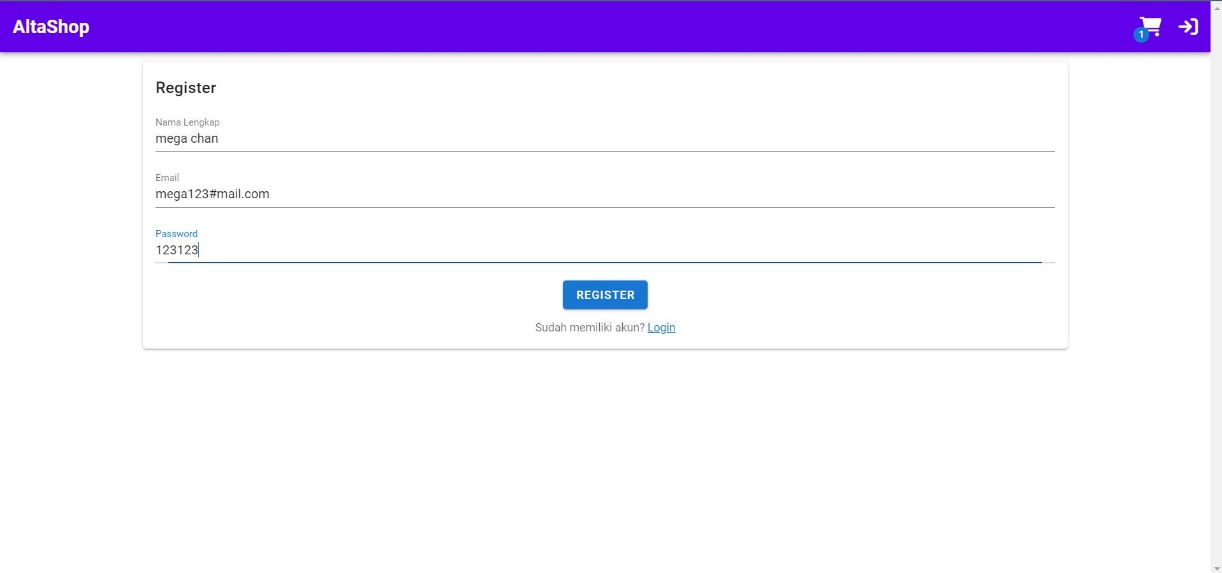 AltaShop
1
Register
Nama Lengkap
mega chan
Email
mega123#mail.com
Password
123123
REGISTER
Sudah memiliki akun? Login